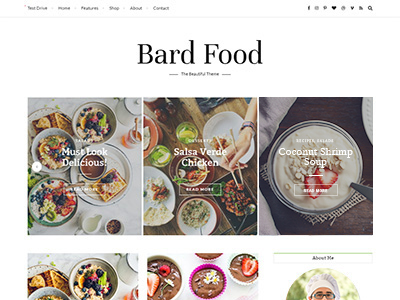 Test Drive Home Features Shop About Contact
Bard Food
The Beautiful Theme
Must Look
Delicious!
READ MORE
DESSERTS
Salsa Verde
Chicken
READ MORE
RECIPES, SALADS
Coconut Shrimp
Soup
READ MORE
About Me